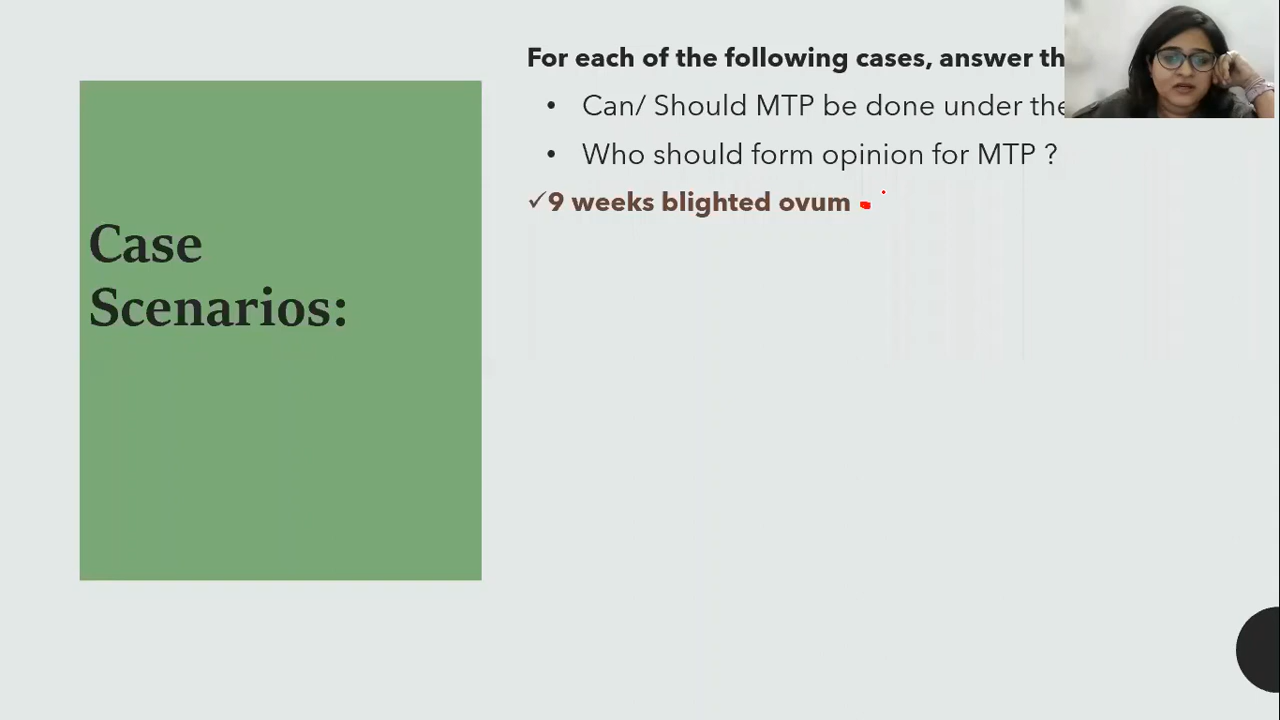 Case
Scenarios:
For each of the following cases, answer
• Can/ Should MTP be done under the
• Who should form opinion for MTP ?
✓9 weeks blighted ovum